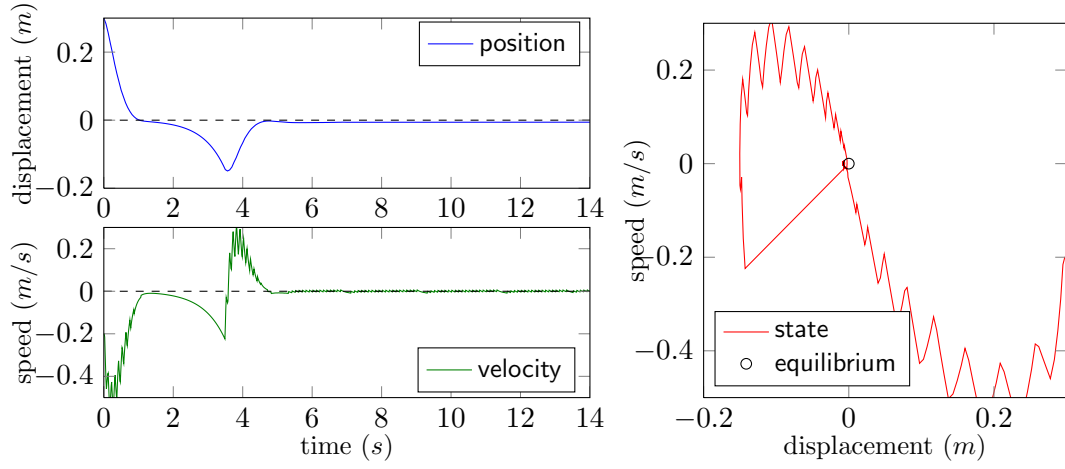 displacement (m)
0.2
0
−0.2
position
0 2 4 6 8 10 12 14
speed (m/s)
0.2
0
−0.2
−0.4
velocity
0 2 4 6 8 10 12 14
time (s)
speed (m/s)
0.2
0
−0.2
−0.4
state
equilibrium
−0.2 0 0.2
displacement (m)